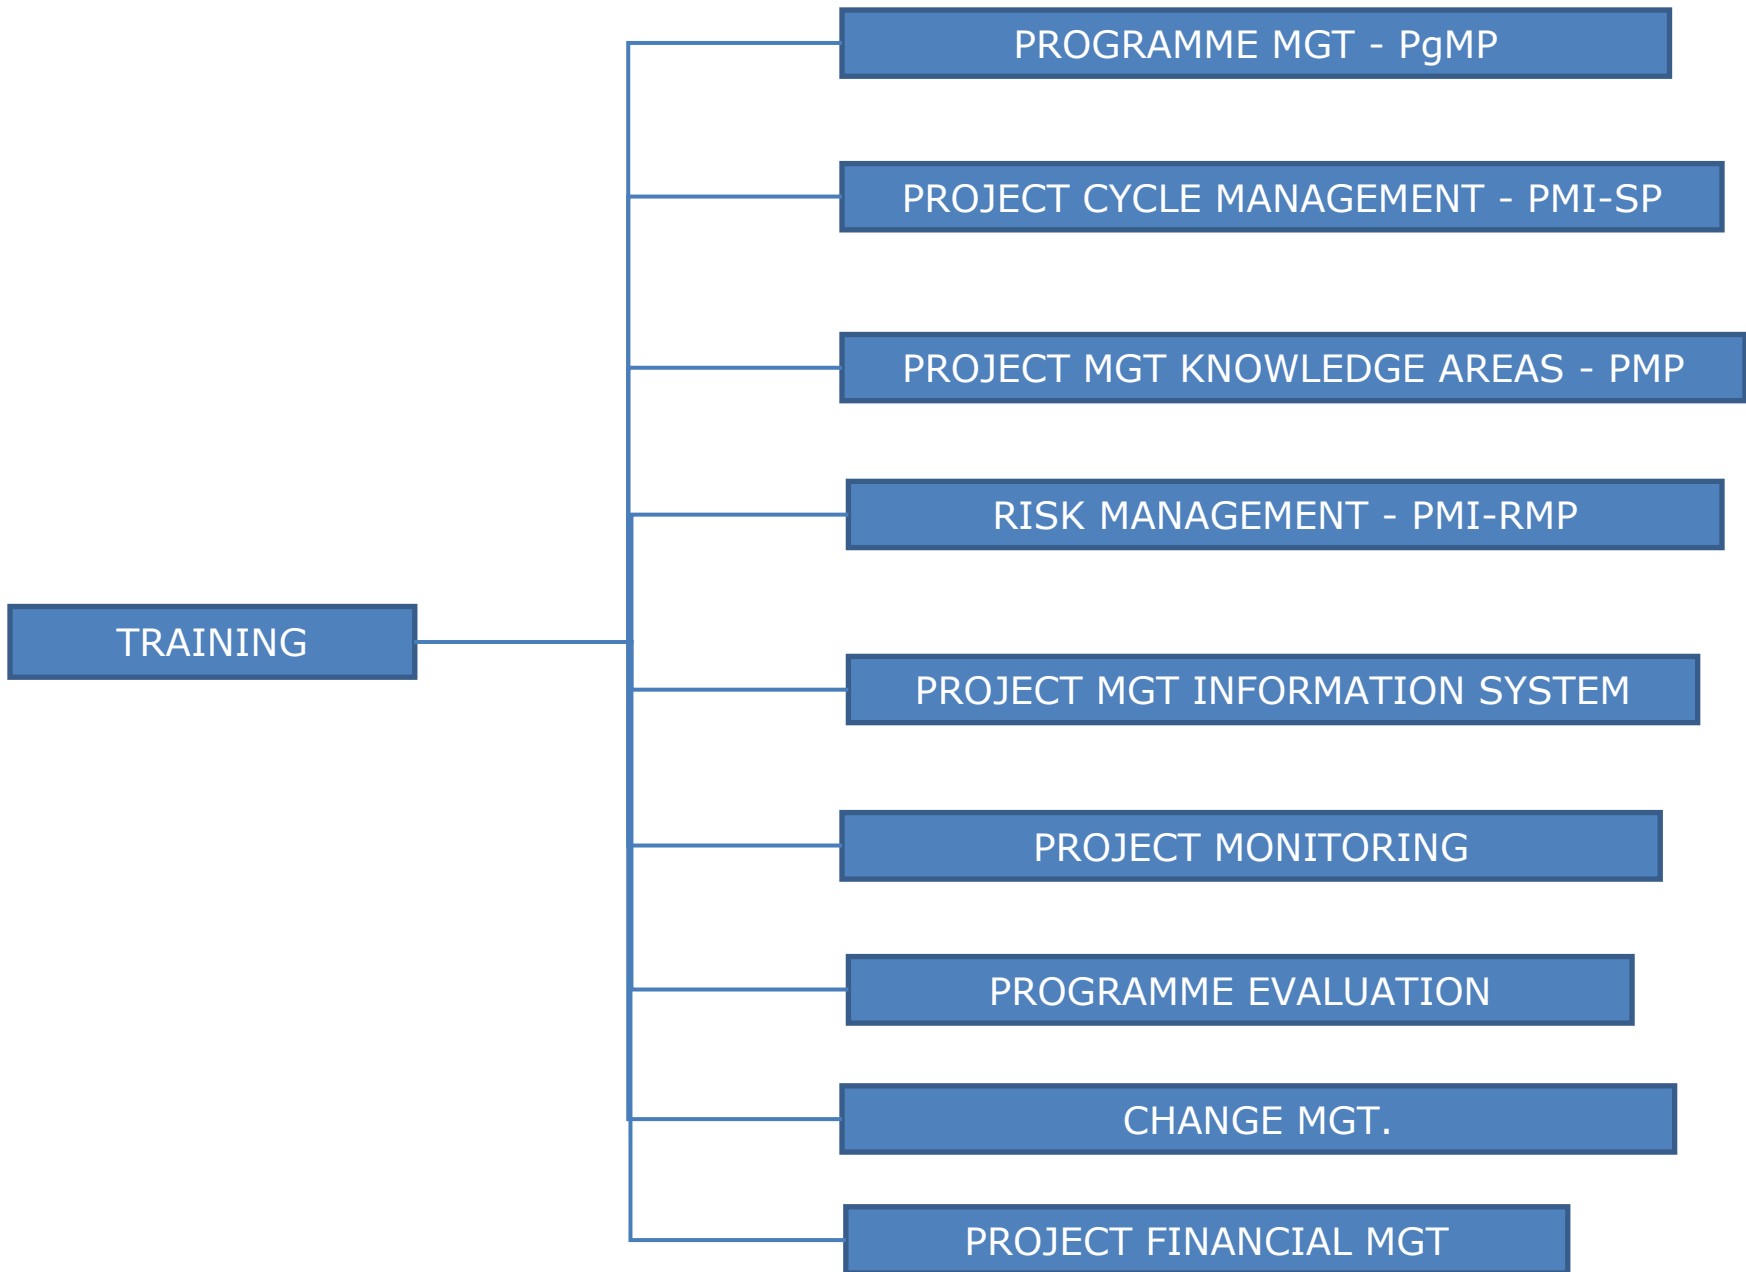 PROGRAMME MGT - PgMP
PROJECT CYCLE MANAGEMENT - PMI-SP
PROJECT MGT KNOWLEDGE AREAS - PMP
RISK MANAGEMENT - PMI-RMP
TRAINING
PROJECT MGT INFORMATION SYSTEM
PROJECT MONITORING
PROGRAMME EVALUATION
CHANGE MGT.
PROJECT FINANCIAL MGT